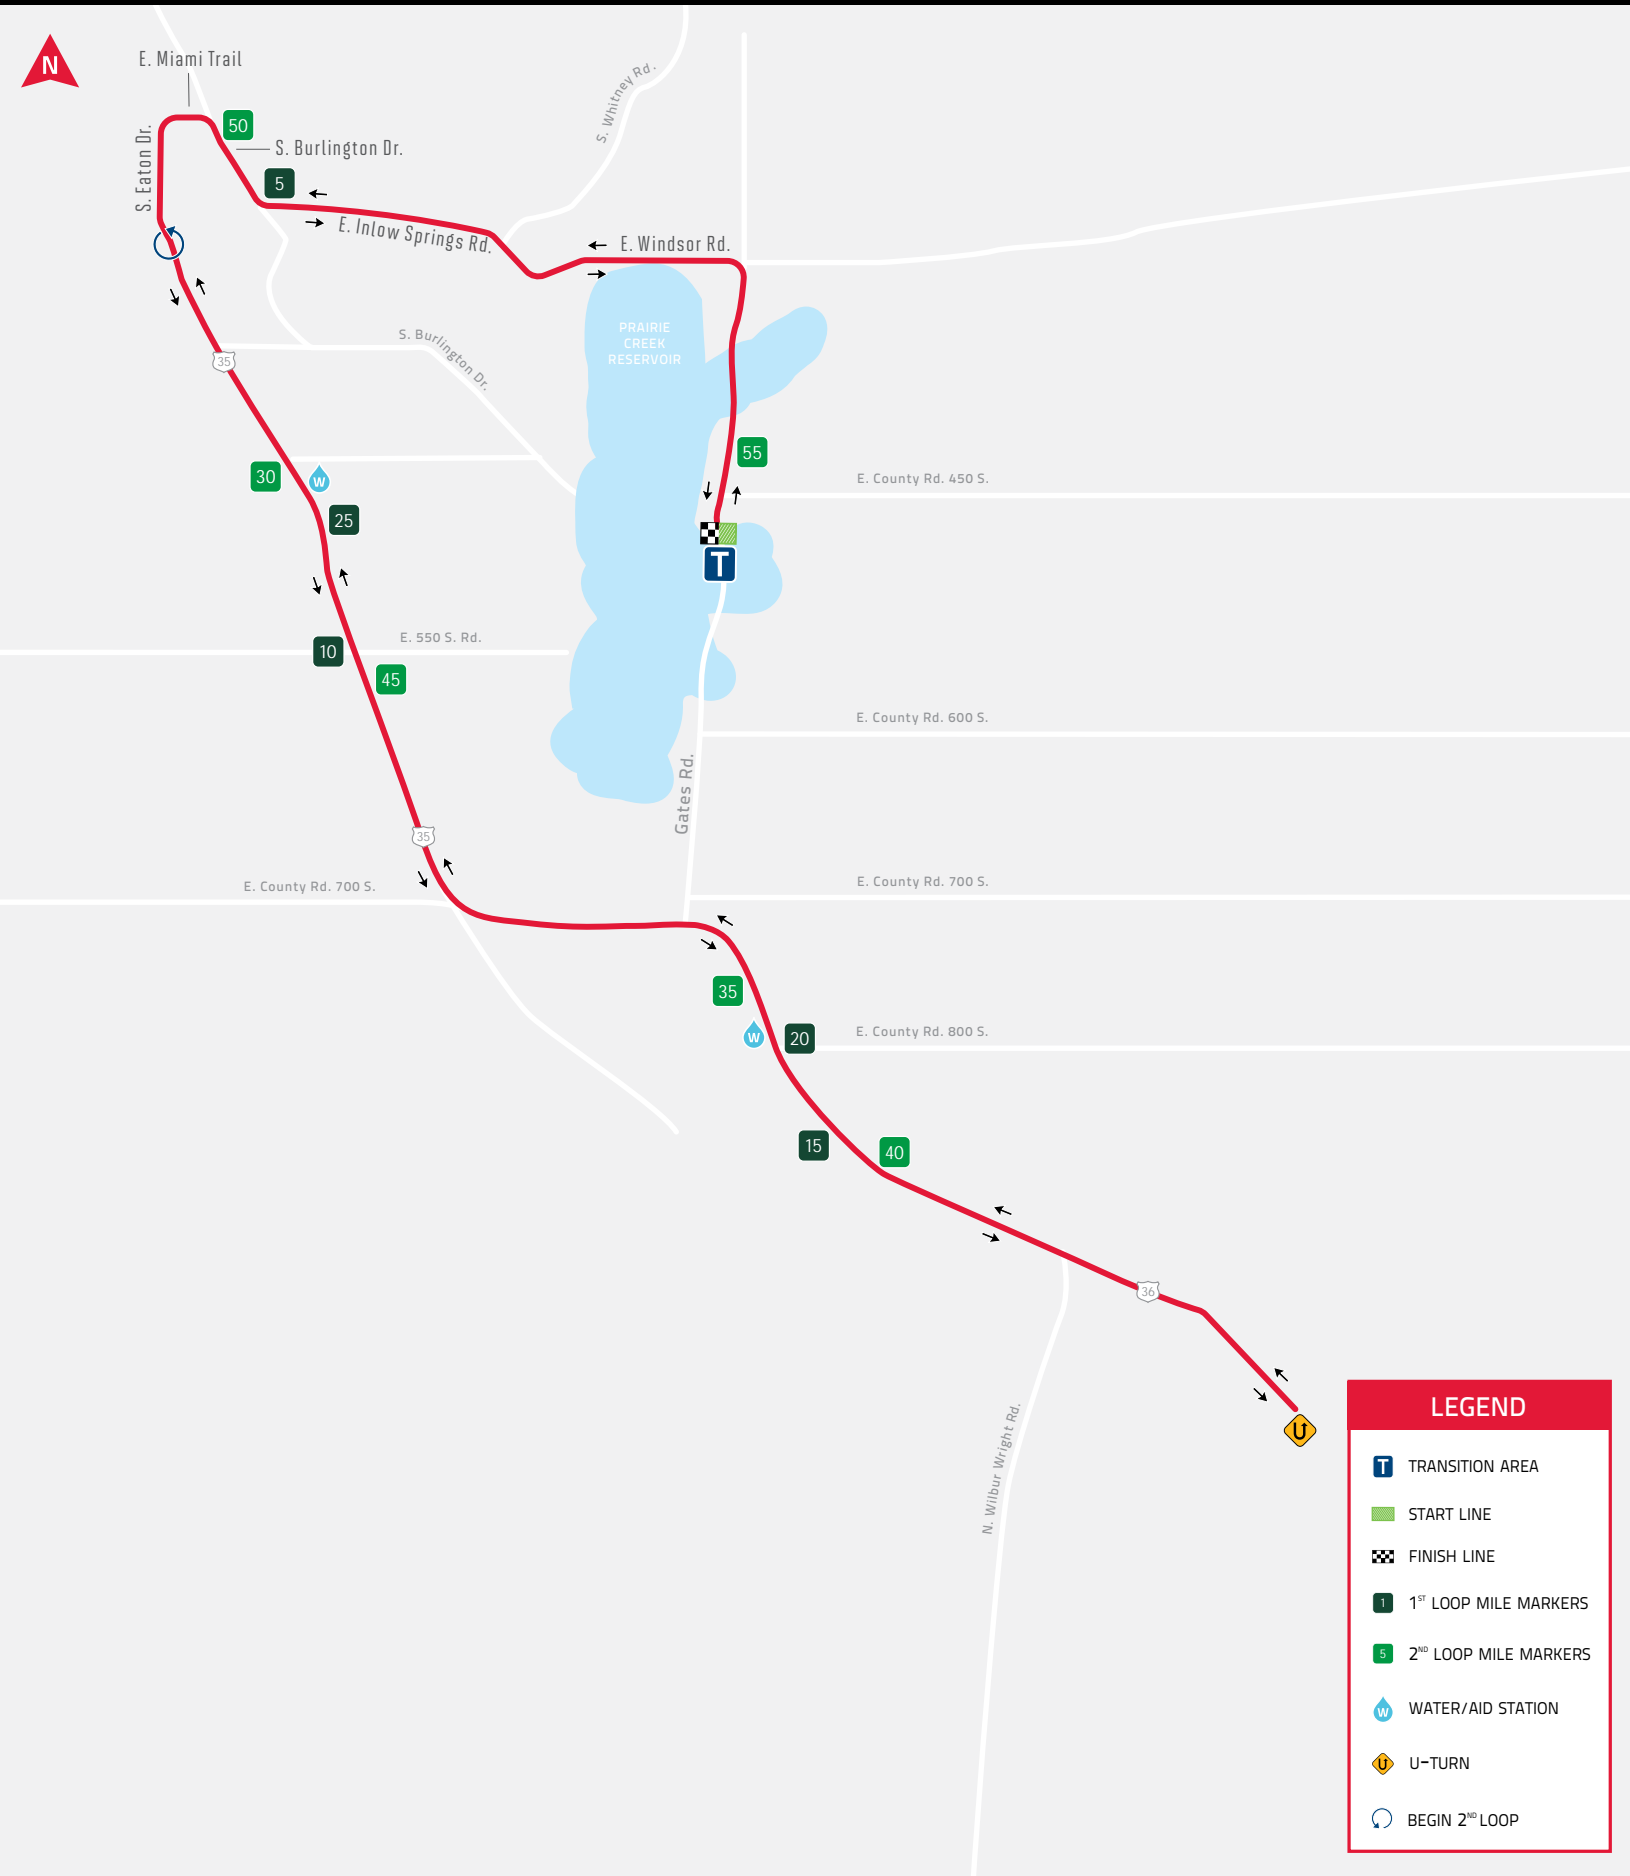 N
E. Miami Trail
S. Whitney Rd.
50
S. Eaton Dr.
S. Burlington Dr.
5
E. Inlow Springs Rd.
E. Windsor Rd.
PRAIRIE
CREEK
RESERVOIR
S. Burlington Dr.
35
55
30
W
E. County Rd. 450 S.
25
T
E. 550 S. Rd.
10
45
E. County Rd. 600 S.
Gates Rd.
35
E. County Rd. 700 S.
E. County Rd. 700 S.
35
W
20
E. County Rd. 800 S.
15
40
36
N. Wilbur Wright Rd.
LEGEND
T TRANSITION AREA
START LINE
FINISH LINE
1 1ST LOOP MILE MARKERS
5 2ND LOOP MILE MARKERS
W WATER/AID STATION
U-TURN
BEGIN 2ND LOOP